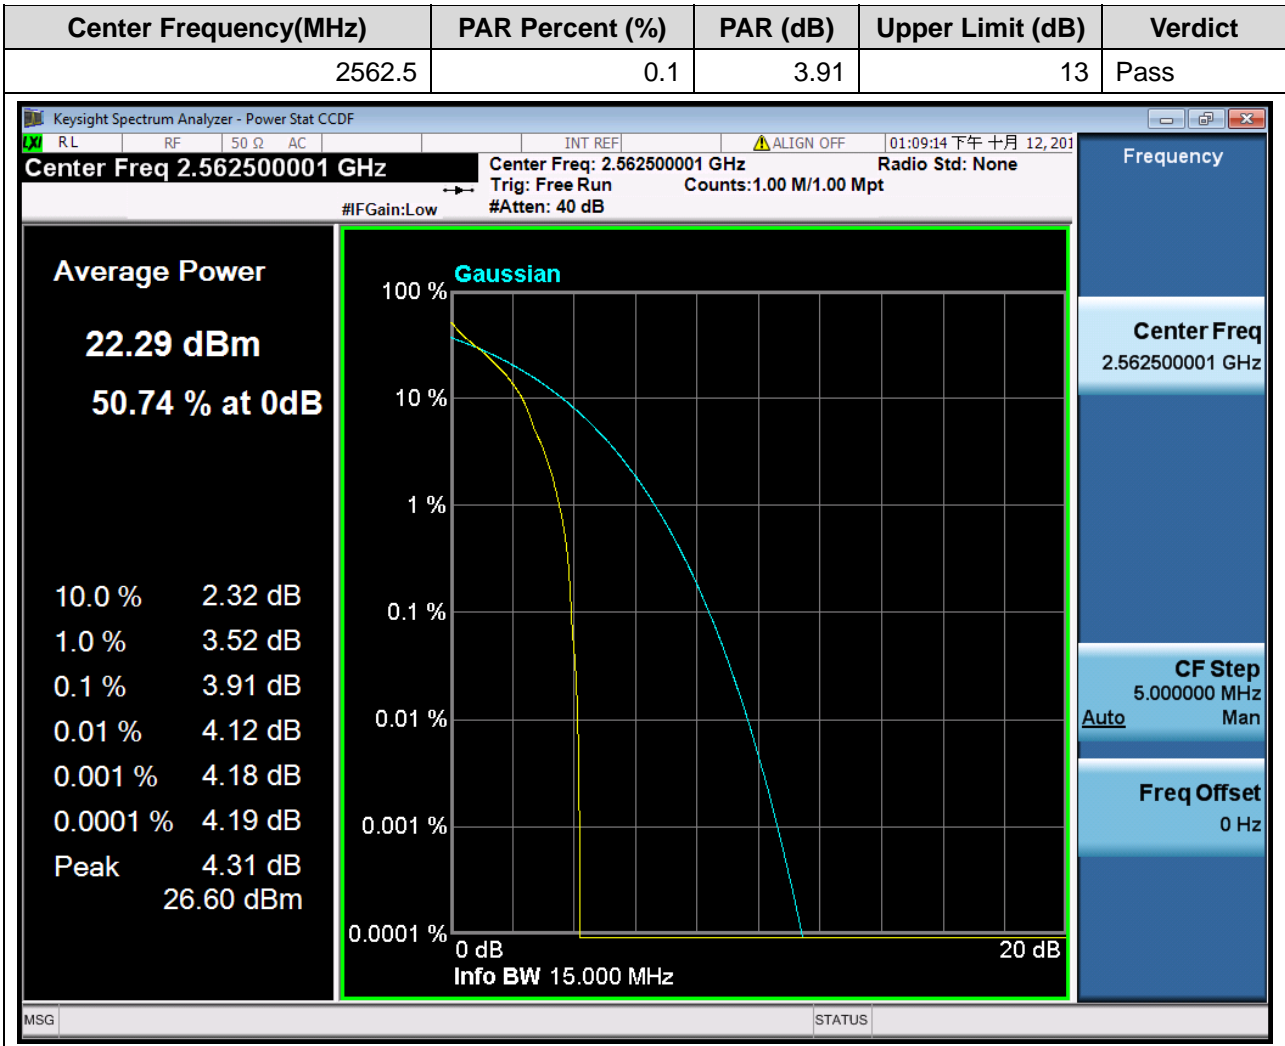 Center Frequency(MHz) PAR Percent (%) PAR (dB) Upper Limit (dB) Verdict
2562.5 0.1 3.91 13 Pass
Keysight Spectrum Analyzer - Power Stat CCDF
LXI RL RF 50 Ω AC INT REF ALIGN OFF 01:09:14 下午 十月 12, 201
Center Freq 2.562500001 GHz
Center Freq: 2.562500001 GHz Radio Std: None
Trig: Free Run Counts:1.00 M/1.00 Mpt
#IFGain:Low #Atten: 40 dB
Average Power
22.29 dBm
50.74 % at 0dB
10.0 % 2.32 dB
1.0 % 3.52 dB
0.1 % 3.91 dB
0.01 % 4.12 dB
0.001 % 4.18 dB
0.0001 % 4.19 dB
Peak 4.31 dB
26.60 dBm
Gaussian
100 %
10 %
1 %
0.1 %
0.01 %
0.001 %
0.0001 %
0 dB 20 dB
Info BW 15.000 MHz
Frequency
Center Freq
2.562500001 GHz
CF Step
5.000000 MHz
Auto Man
Freq Offset
0 Hz
MSG STATUS